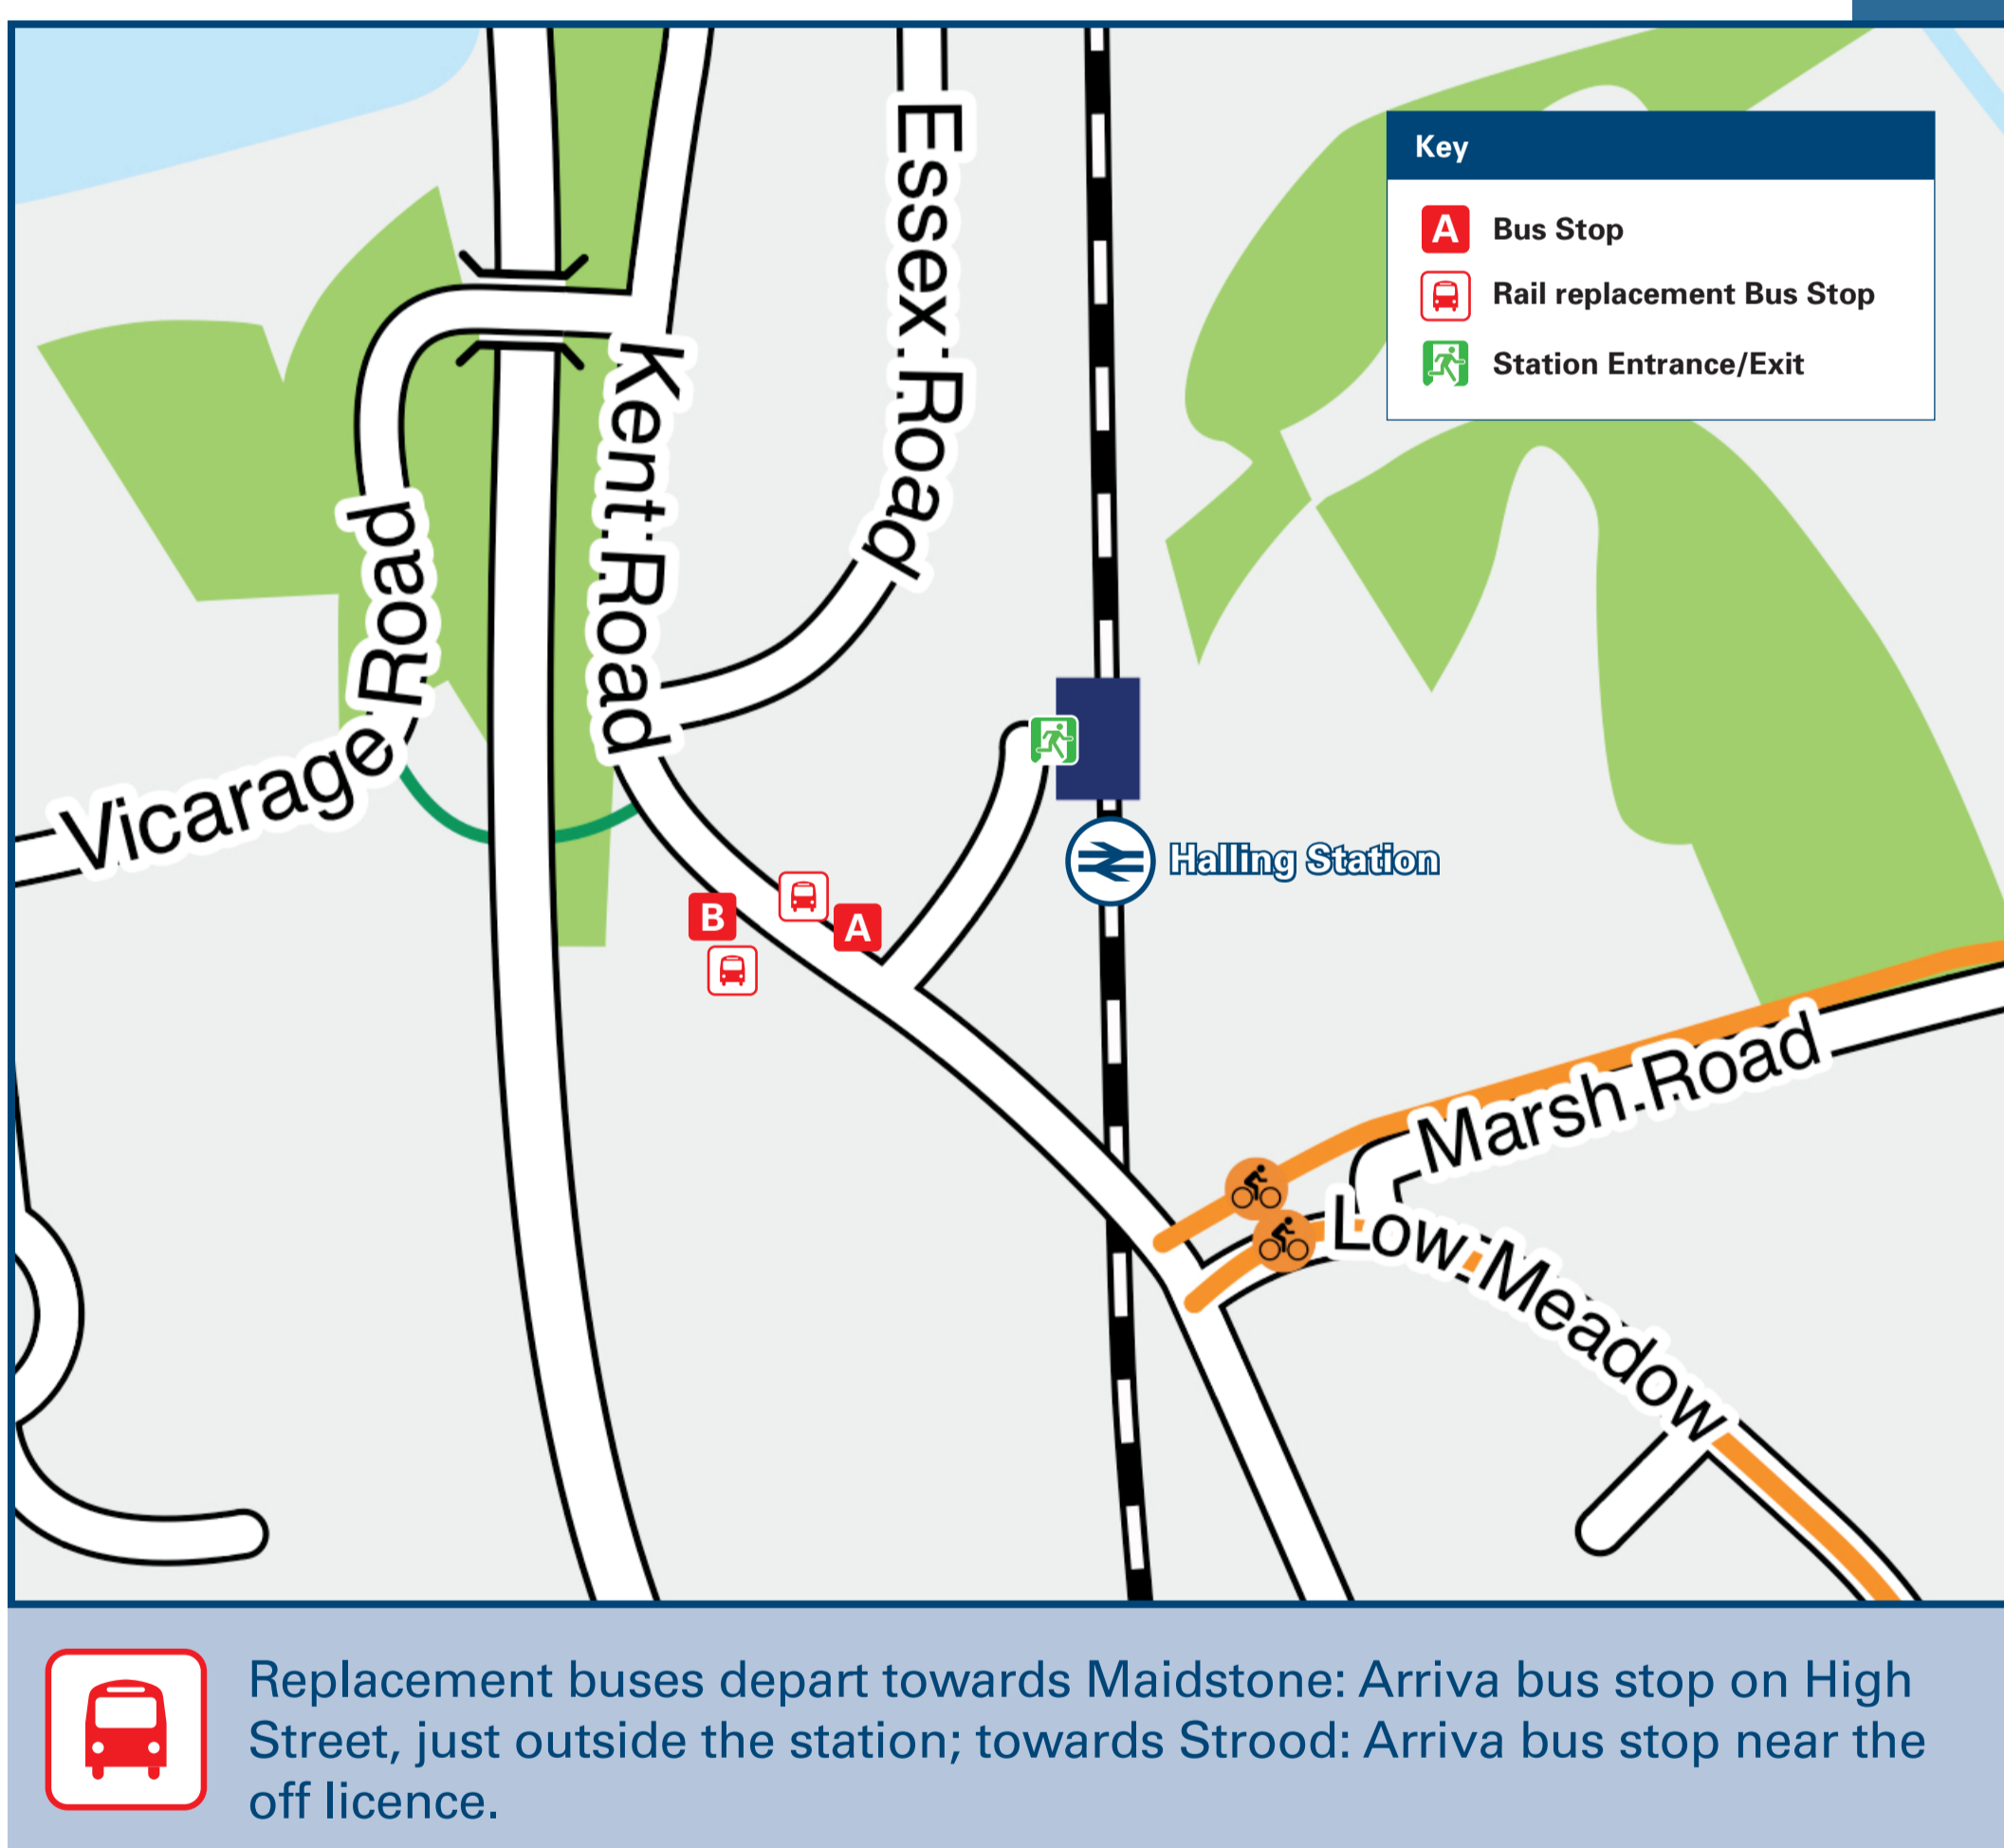 Key
A
Bus Stop
Rail replacement Bus Stop
Station Entrance/Exit
Essex Road
Kent Road
Vicarage Road
Halling Station
B
A
Marsh Road
Low Meadow
Replacement buses depart towards Maidstone: Arriva bus stop on High
Street, just outside the station; towards Strood: Arriva bus stop near the
off licence.